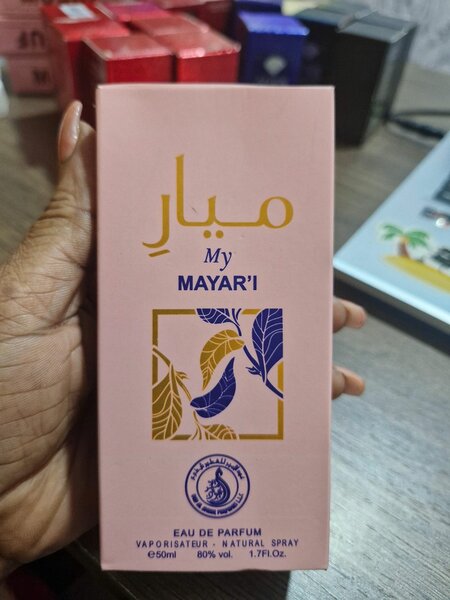 ميارِ
My
MAYAR'I
EAU DE PARFUM
VAPORISATEUR - NATURAL SPRAY
℮50ml 80% vol. 1.7Fl.Oz.